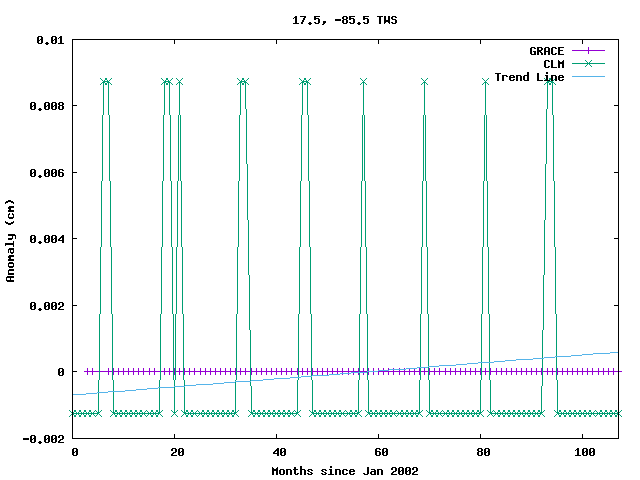 17.5, -85.5 TWS
0.01
0.008
0.006
0.004
0.002
0
-0.002
Anomaly (cm)
GRACE
CLM
Trend Line
0 20 40 60 80 100
Months since Jan 2002